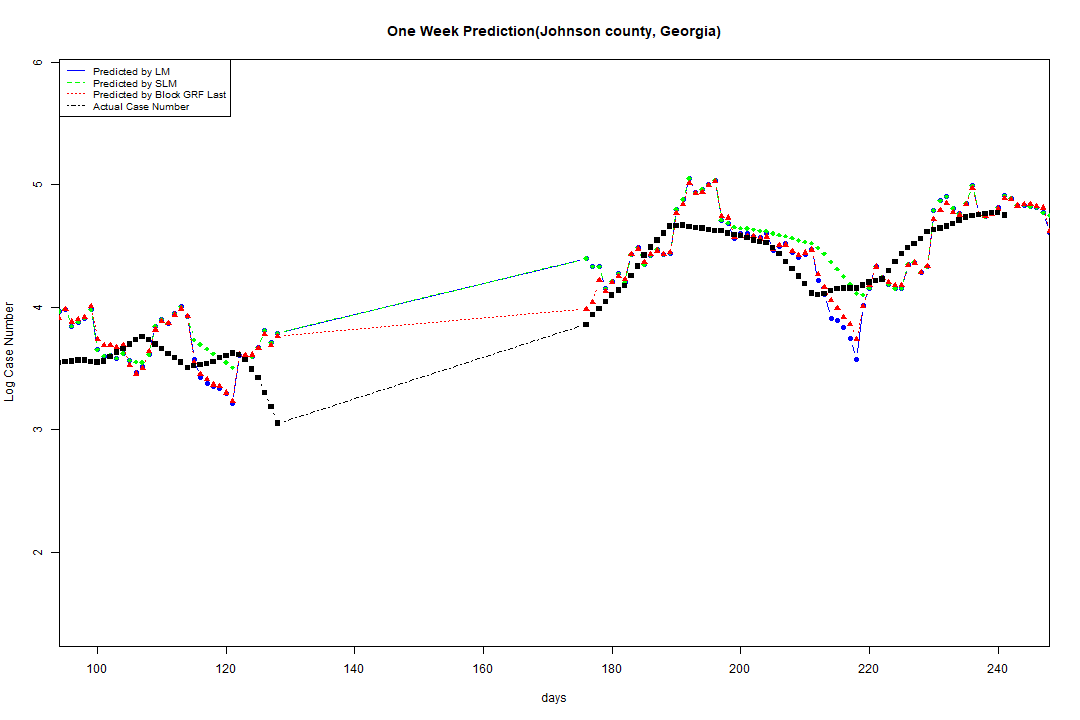 One Week Prediction(Johnson county, Georgia)
Predicted by LM
Predicted by SLM
Predicted by Block GRF Last
Actual Case Number
6
5
4
3
2
Log Case Number
100 120 140 160 180 200 220 240
days